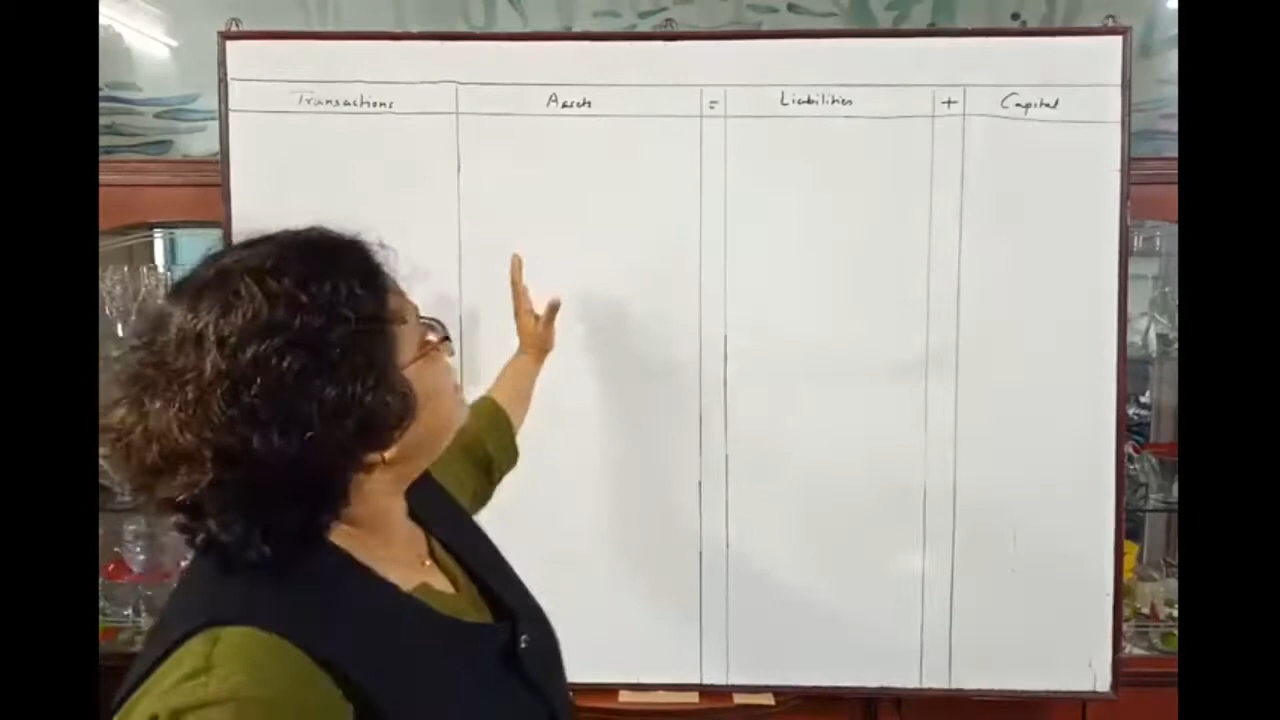 Transactions Assets = Liabilities + Capital